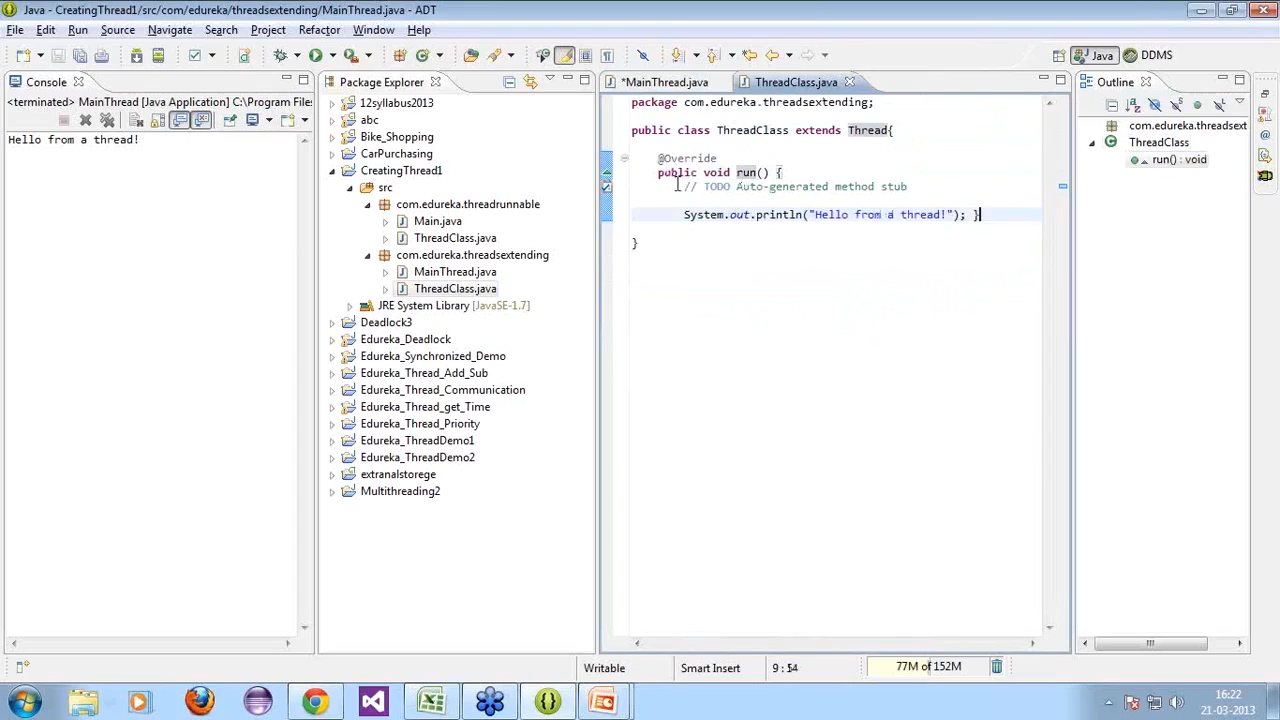 Java - CreatingThread1/src/com/edureka/threadsextending/MainThread.java - ADT
File Edit Run Source Navigate Search Project Refactor Window Help
Java DDMS
Console
<terminated> MainThread [Java Application] C:\Program Files
Hello from a thread!
Package Explorer
12syllabus2013
abc
Bike_Shopping
CarPurchasing
CreatingThread1
src
com.edureka.threadrunnable
Main.java
ThreadClass.java
com.edureka.threadsextending
MainThread.java
ThreadClass.java
JRE System Library [JavaSE-1.7]
Deadlock3
Edureka_Deadlock
Edureka_Synchronized_Demo
Edureka_Thread_Add_Sub
Edureka_Thread_Communication
Edureka_Thread_get_Time
Edureka_Thread_Priority
Edureka_ThreadDemo1
Edureka_ThreadDemo2
extranalstorege
Multithreading2
*MainThread.java ThreadClass.java
package com.edureka.threadsextending;
public class ThreadClass extends Thread{
@Override
public void run() {
// TODO Auto-generated method stub
System.out.println("Hello from a thread!"); }
}
Outline
com.edureka.threadsext
ThreadClass
run() : void
Writable Smart Insert 9 : 54 77M of 152M
16:22
21-03-2013